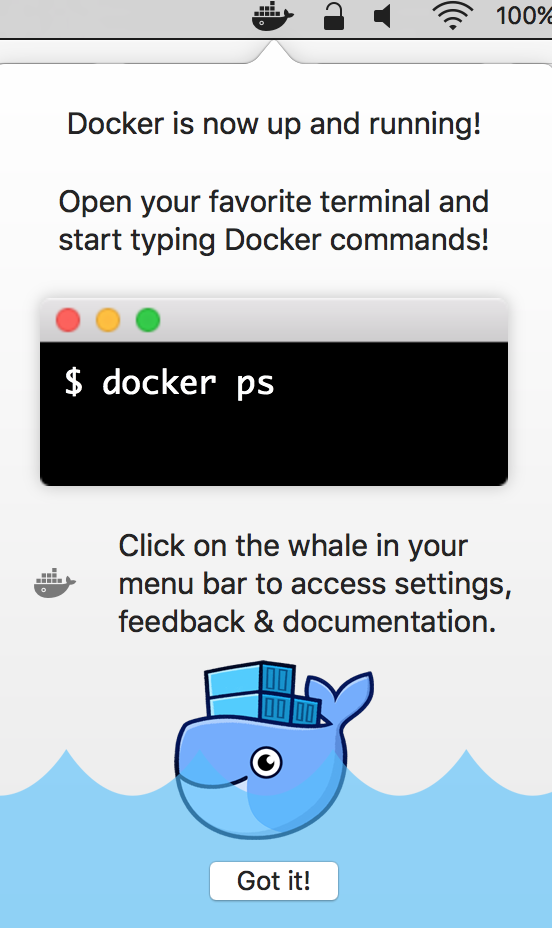 100%
Docker is now up and running!
Open your favorite terminal and
start typing Docker commands!
$ docker ps
Click on the whale in your
menu bar to access settings,
feedback & documentation.
Got it!